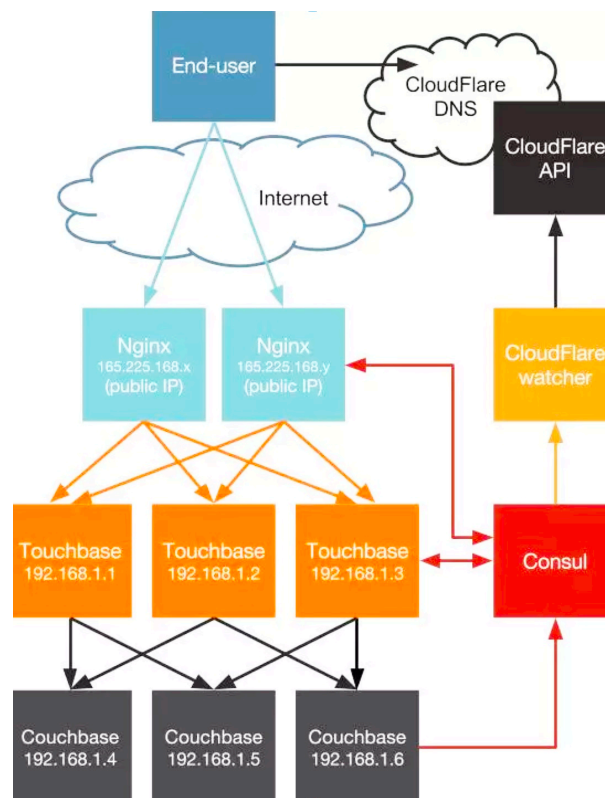 End-user
CloudFlare
DNS
CloudFlare
API
Internet
Nginx
165.225.168.x
(public IP)
Nginx
165.225.168.y
(public IP)
CloudFlare
watcher
Touchbase
192.168.1.1
Touchbase
192.168.1.2
Touchbase
192.168.1.3
Consul
Couchbase
192.168.1.4
Couchbase
192.168.1.5
Couchbase
192.168.1.6